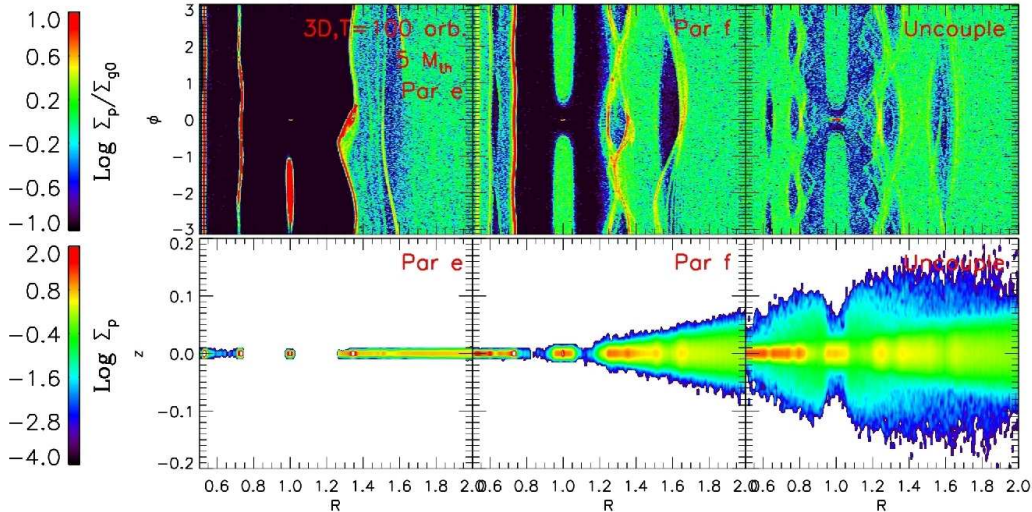 1.0
0.6
0.2
−0.2
−0.6
−1.0
Log Σp/Σg0
3
2
1
0
−1
−2
−3
ϕ
3D,T=100 orb.
5 Mth
Par e
Par f
Uncouple
2.0
0.8
−0.4
−1.6
−2.8
−4.0
Log Σp
0.2
0.1
0.0
−0.1
−0.2
z
Par e
Par f
Uncouple
0.6 0.8 1.0 1.2 1.4 1.6 1.8 2.0
0.6 0.8 1.0 1.2 1.4 1.6 1.8 2.0
0.6 0.8 1.0 1.2 1.4 1.6 1.8 2.0
R
R
R